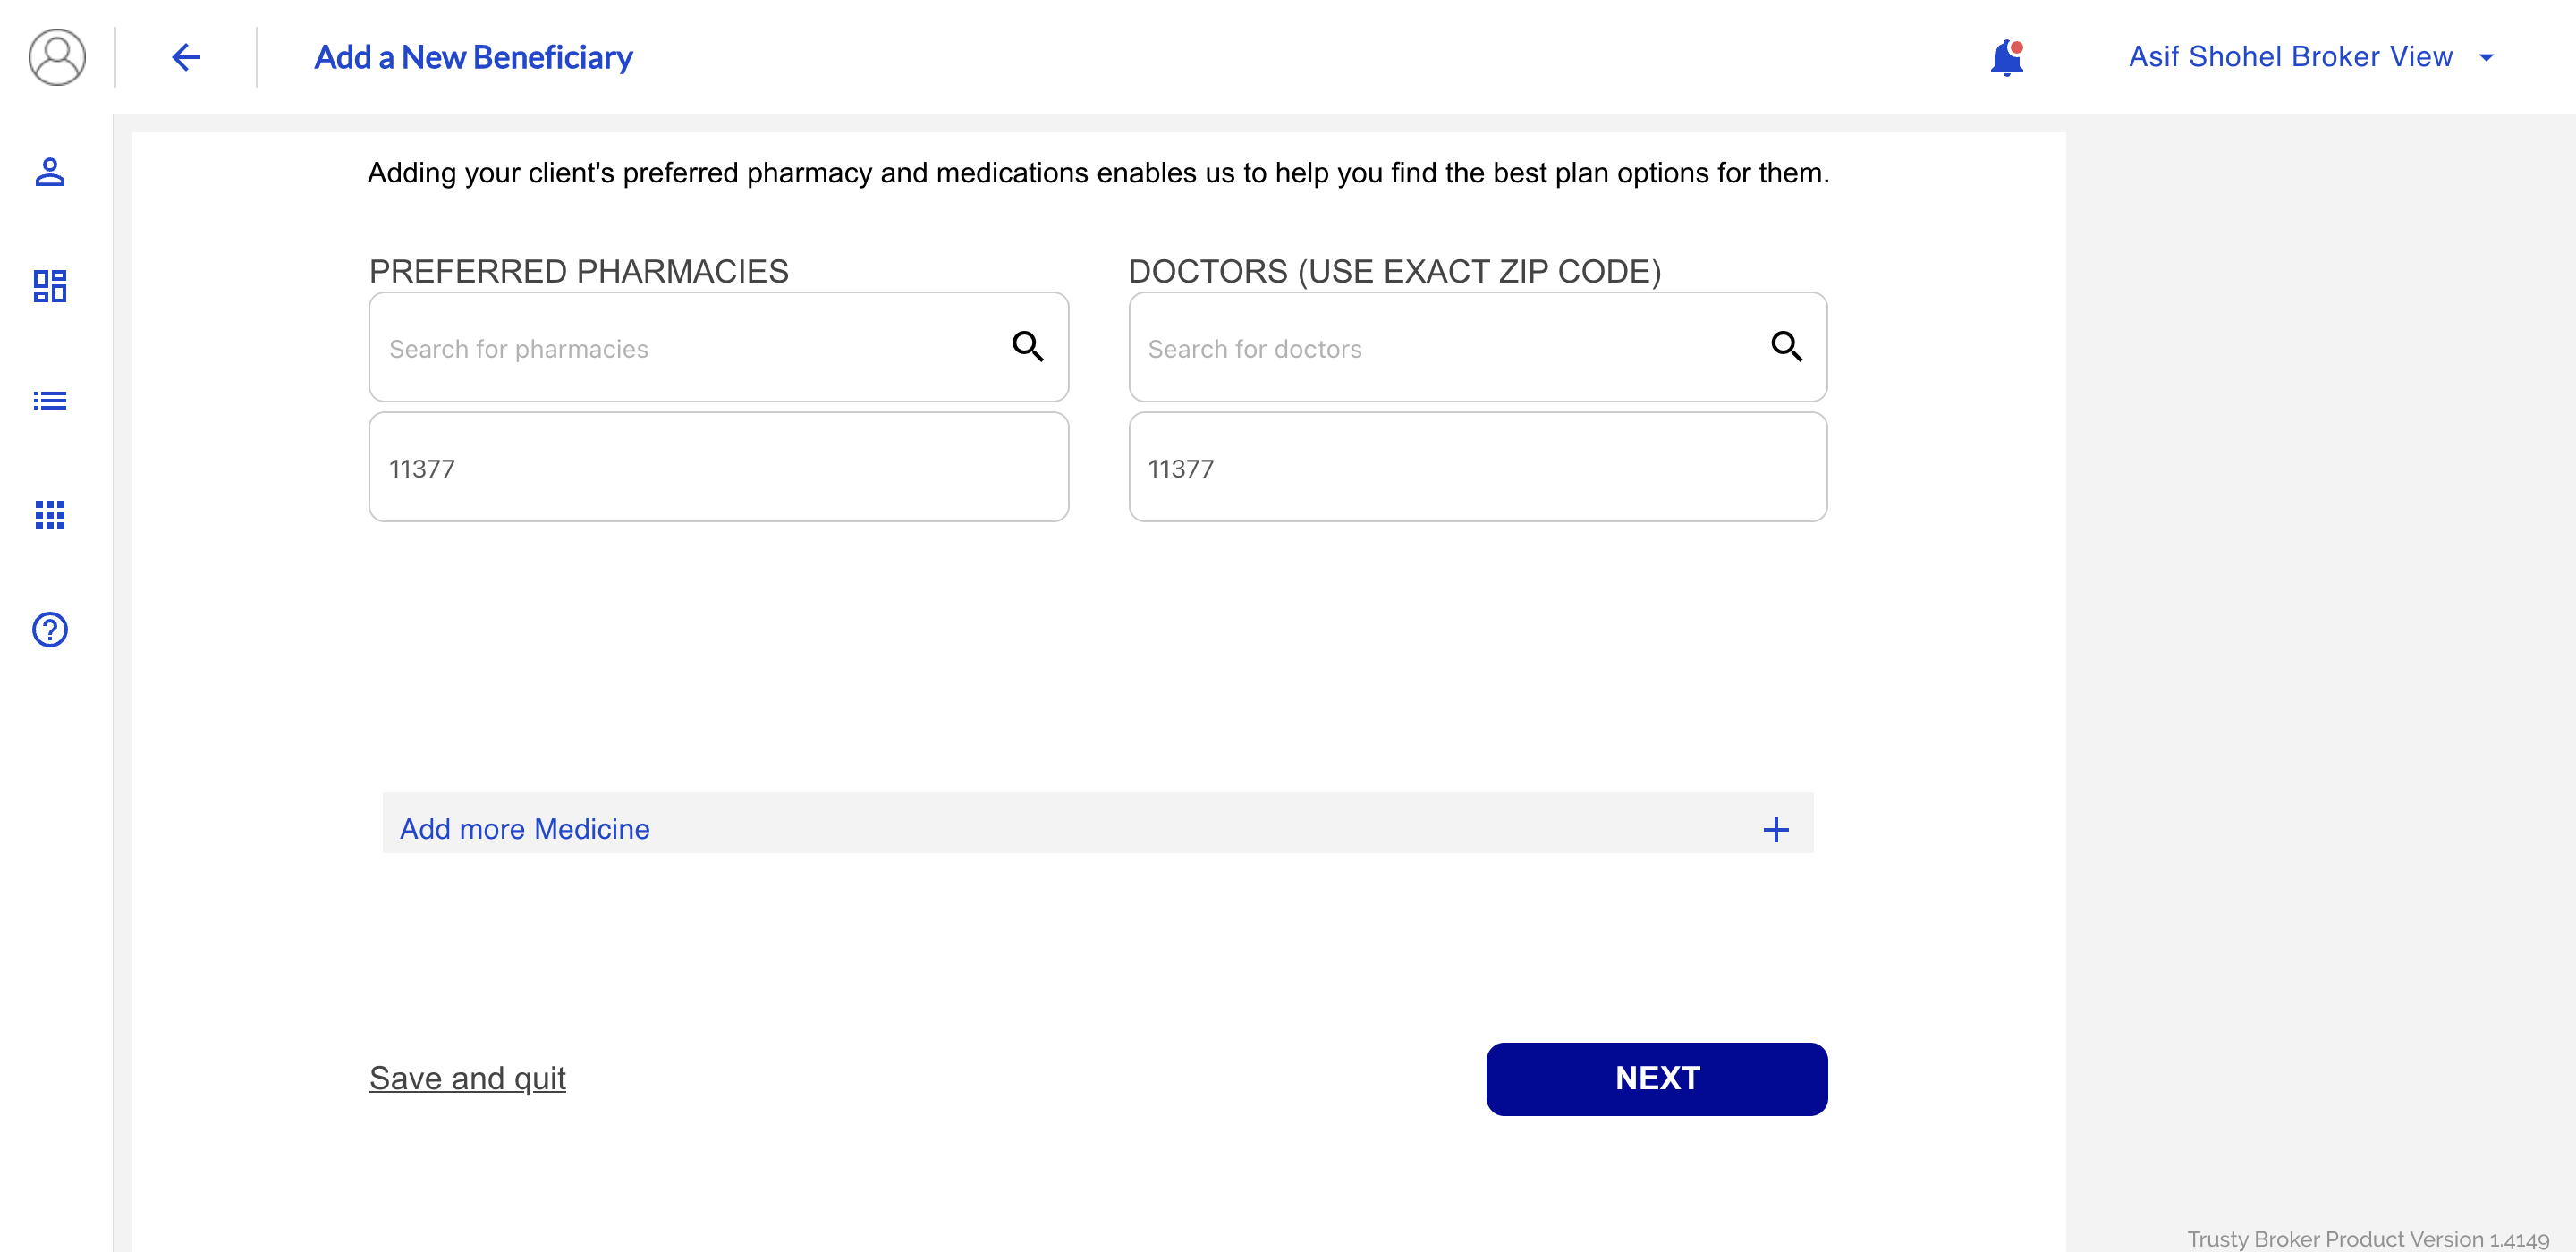 Add a New Beneficiary
Asif Shohel Broker View
Adding your client's preferred pharmacy and medications enables us to help you find the best plan options for them.
PREFERRED PHARMACIES
DOCTORS (USE EXACT ZIP CODE)
Search for pharmacies
Search for doctors
11377
11377
Add more Medicine
Save and quit
NEXT
Trusty Broker Product Version 1.4149